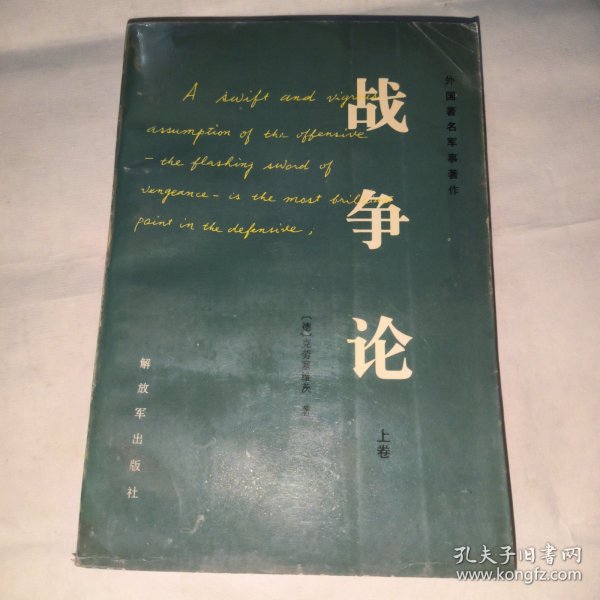 外国著名军事著作
战争论
A swift and vigrous
assumption of the offensive
— the flashing sword of
vengeance — is the most brilliant
point in the defensive;
[德]克劳塞维茨 著
上卷
解放军出版社
孔夫子旧书网
www.kongfz.com